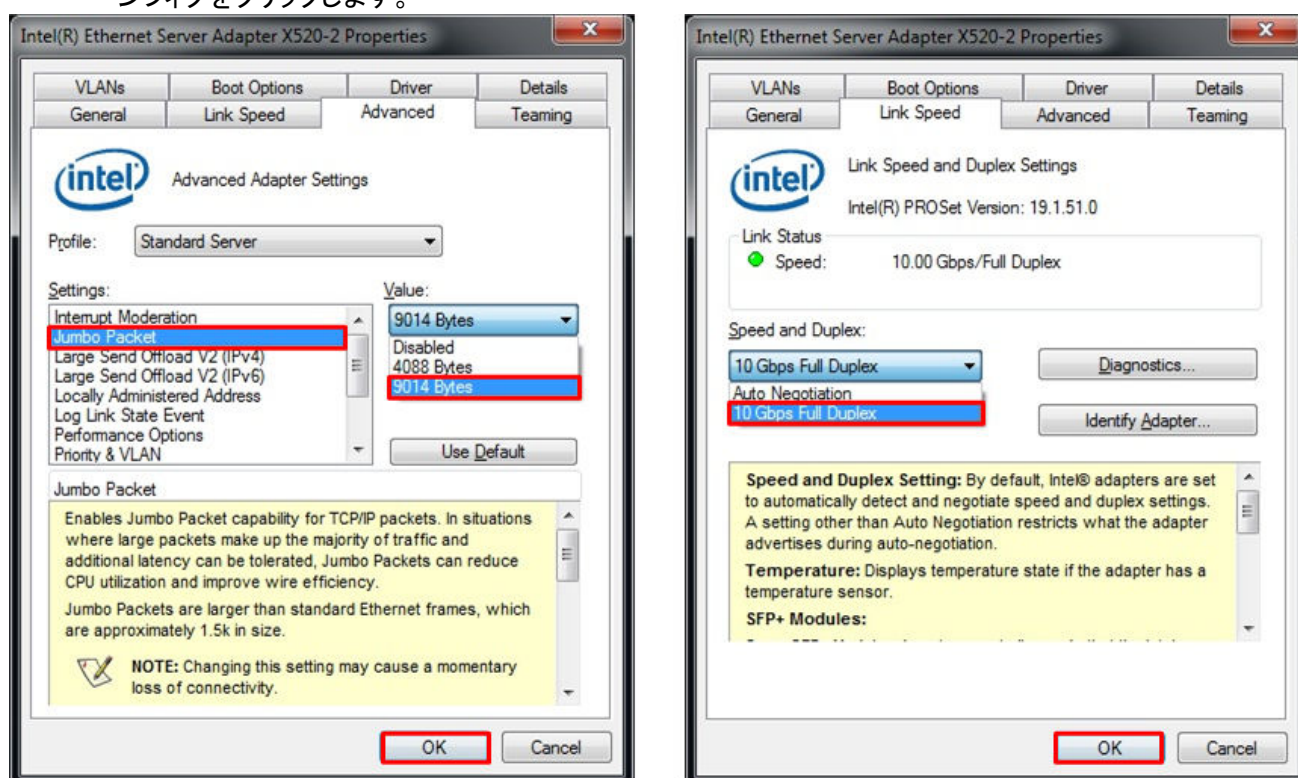 をクリックします。
Intel(R) Ethernet Server Adapter X520-2 Properties
VLANs Boot Options Driver Details
General Link Speed Advanced Teaming
intel
Advanced Adapter Settings
Profile: Standard Server
Settings: Value:
Interrupt Moderation
Jumbo Packet
Large Send Offload V2 (IPv4)
Large Send Offload V2 (IPv6)
Locally Administered Address
Log Link State Event
Performance Options
Priority & VLAN
9014 Bytes
Disabled
4088 Bytes
9014 Bytes
Use Default
Jumbo Packet
Enables Jumbo Packet capability for TCP/IP packets. In situations
where large packets make up the majority of traffic and
additional latency can be tolerated, Jumbo Packets can reduce
CPU utilization and improve wire efficiency.
Jumbo Packets are larger than standard Ethernet frames, which
are approximately 1.5k in size.
NOTE: Changing this setting may cause a momentary
loss of connectivity.
OK Cancel
Intel(R) Ethernet Server Adapter X520-2 Properties
VLANs Boot Options Driver Details
General Link Speed Advanced Teaming
intel
Link Speed and Duplex Settings
Intel(R) PROSet Version: 19.1.51.0
Link Status
Speed: 10.00 Gbps/Full Duplex
Speed and Duplex:
10 Gbps Full Duplex
Auto Negotiation
10 Gbps Full Duplex
Diagnostics...
Identify Adapter...
Speed and Duplex Setting: By default, Intel® adapters are set
to automatically detect and negotiate speed and duplex settings.
A setting other than Auto Negotiation restricts what the adapter
advertises during auto-negotiation.
Temperature: Displays temperature state if the adapter has a
temperature sensor.
SFP+ Modules:
OK Cancel